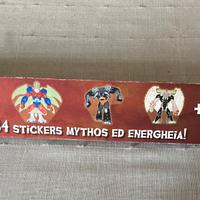 4 STICKERS MYTHOS ED ENERGHEIA! +